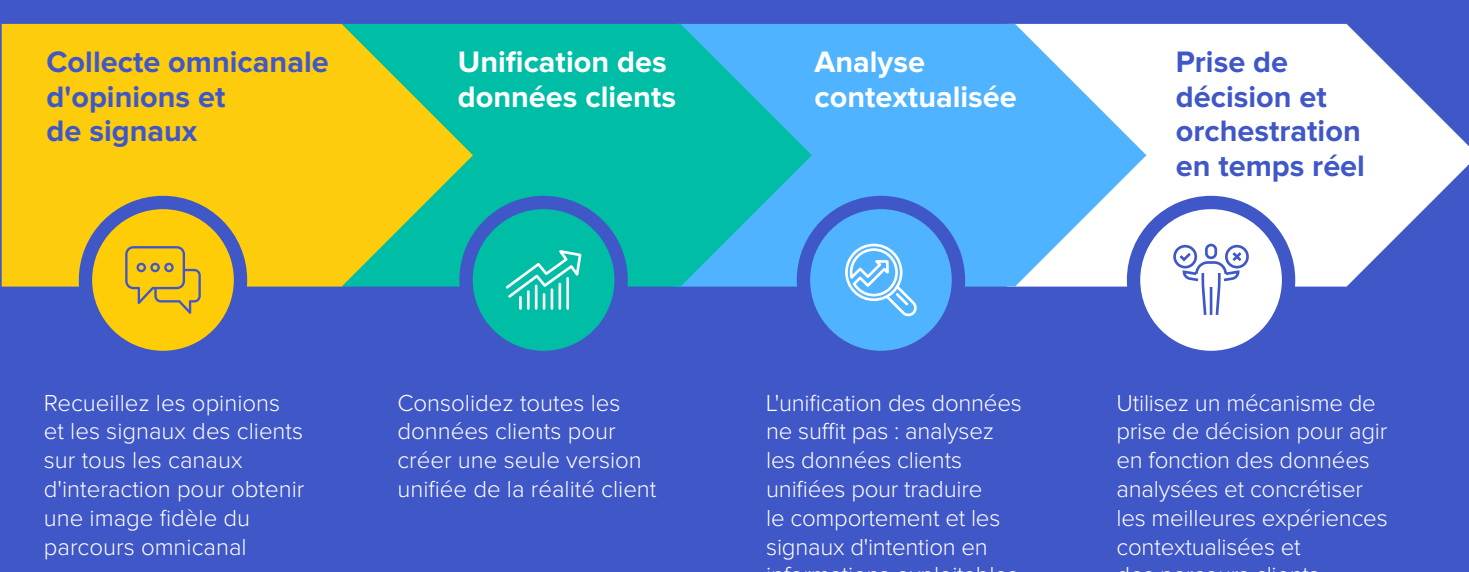 Collecte omnicanale
d'opinions et
de signaux
Unification des
données clients
Analyse
contextualisée
Prise de
décision et
orchestration
en temps réel
Recueillez les opinions
et les signaux des clients
sur tous les canaux
d'interaction pour obtenir
une image fidèle du
parcours omnicanal
Consolidez toutes les
données clients pour
créer une seule version
unifiée de la réalité client
L'unification des données
ne suffit pas : analysez
les données clients
unifiées pour traduire
le comportement et les
signaux d'intention en
informations exploitables
Utilisez un mécanisme de
prise de décision pour agir
en fonction des données
analysées et concrétiser
les meilleures expériences
contextualisées et
des parcours clients